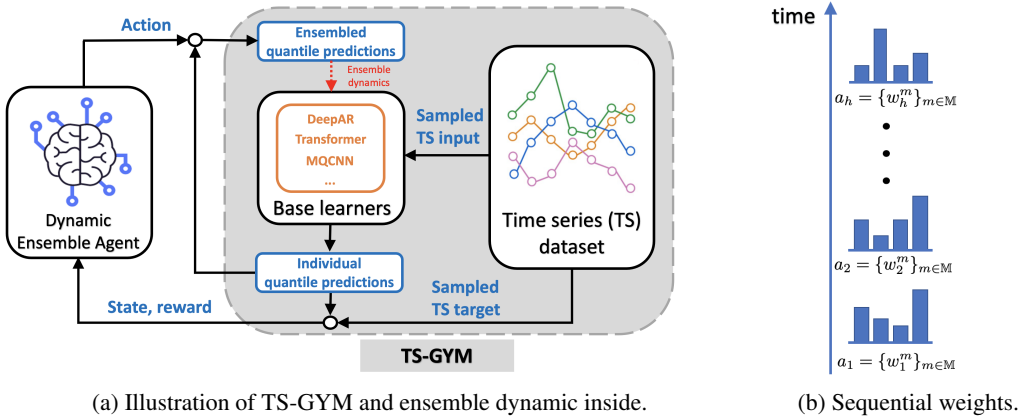 Action
Ensembled
quantile predictions
Ensemble
dynamics
DeepAR
Transformer
MQCNN
...
Base learners
Sampled
TS input
Time series (TS)
dataset
Dynamic
Ensemble Agent
Individual
quantile predictions
State, reward
Sampled
TS target
TS-GYM
(a) Illustration of TS-GYM and ensemble dynamic inside.
time
a_h = {w_h^m}_{m∈𝕄}
a_2 = {w_2^m}_{m∈𝕄}
a_1 = {w_1^m}_{m∈𝕄}
(b) Sequential weights.